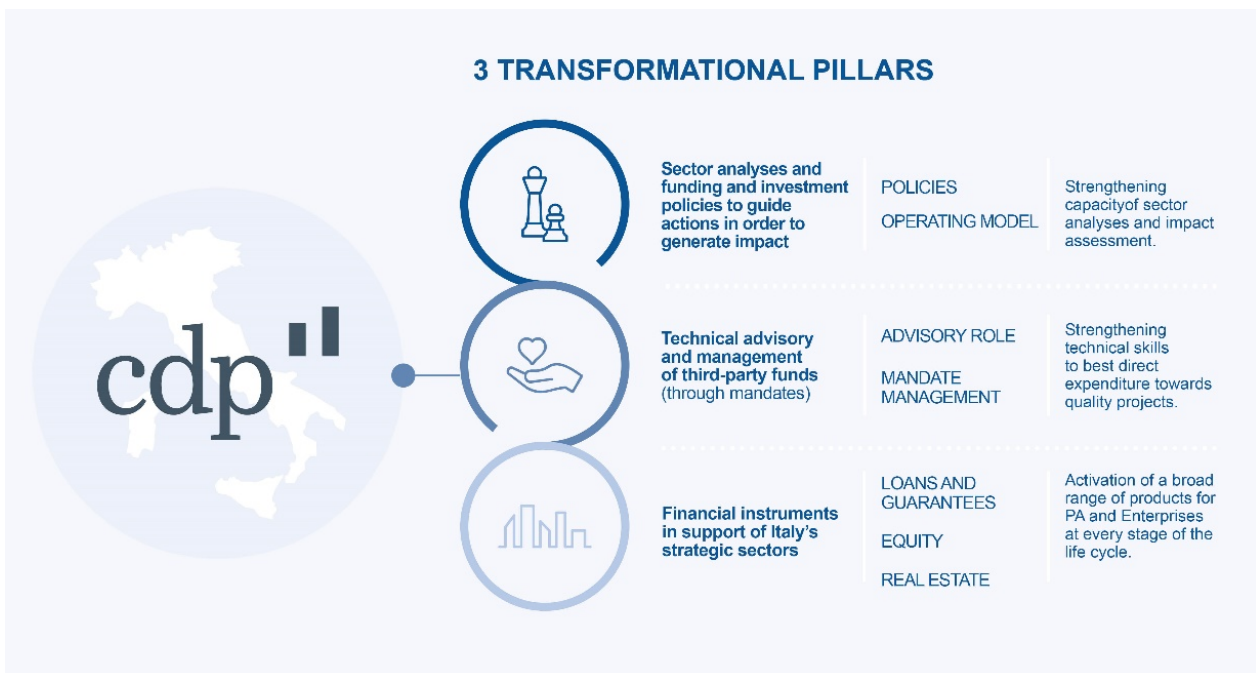 3 TRANSFORMATIONAL PILLARS
cdp
Sector analyses and
funding and investment
policies to guide
actions in order to
generate impact
POLICIES
OPERATING MODEL
Strengthening
capacityof sector
analyses and impact
assessment.
Technical advisory
and management
of third-party funds
(through mandates)
ADVISORY ROLE
MANDATE
MANAGEMENT
Strengthening
technical skills
to best direct
expenditure towards
quality projects.
Financial instruments
in support of Italy's
strategic sectors
LOANS AND
GUARANTEES
EQUITY
REAL ESTATE
Activation of a broad
range of products for
PA and Enterprises
at every stage of the
life cycle.